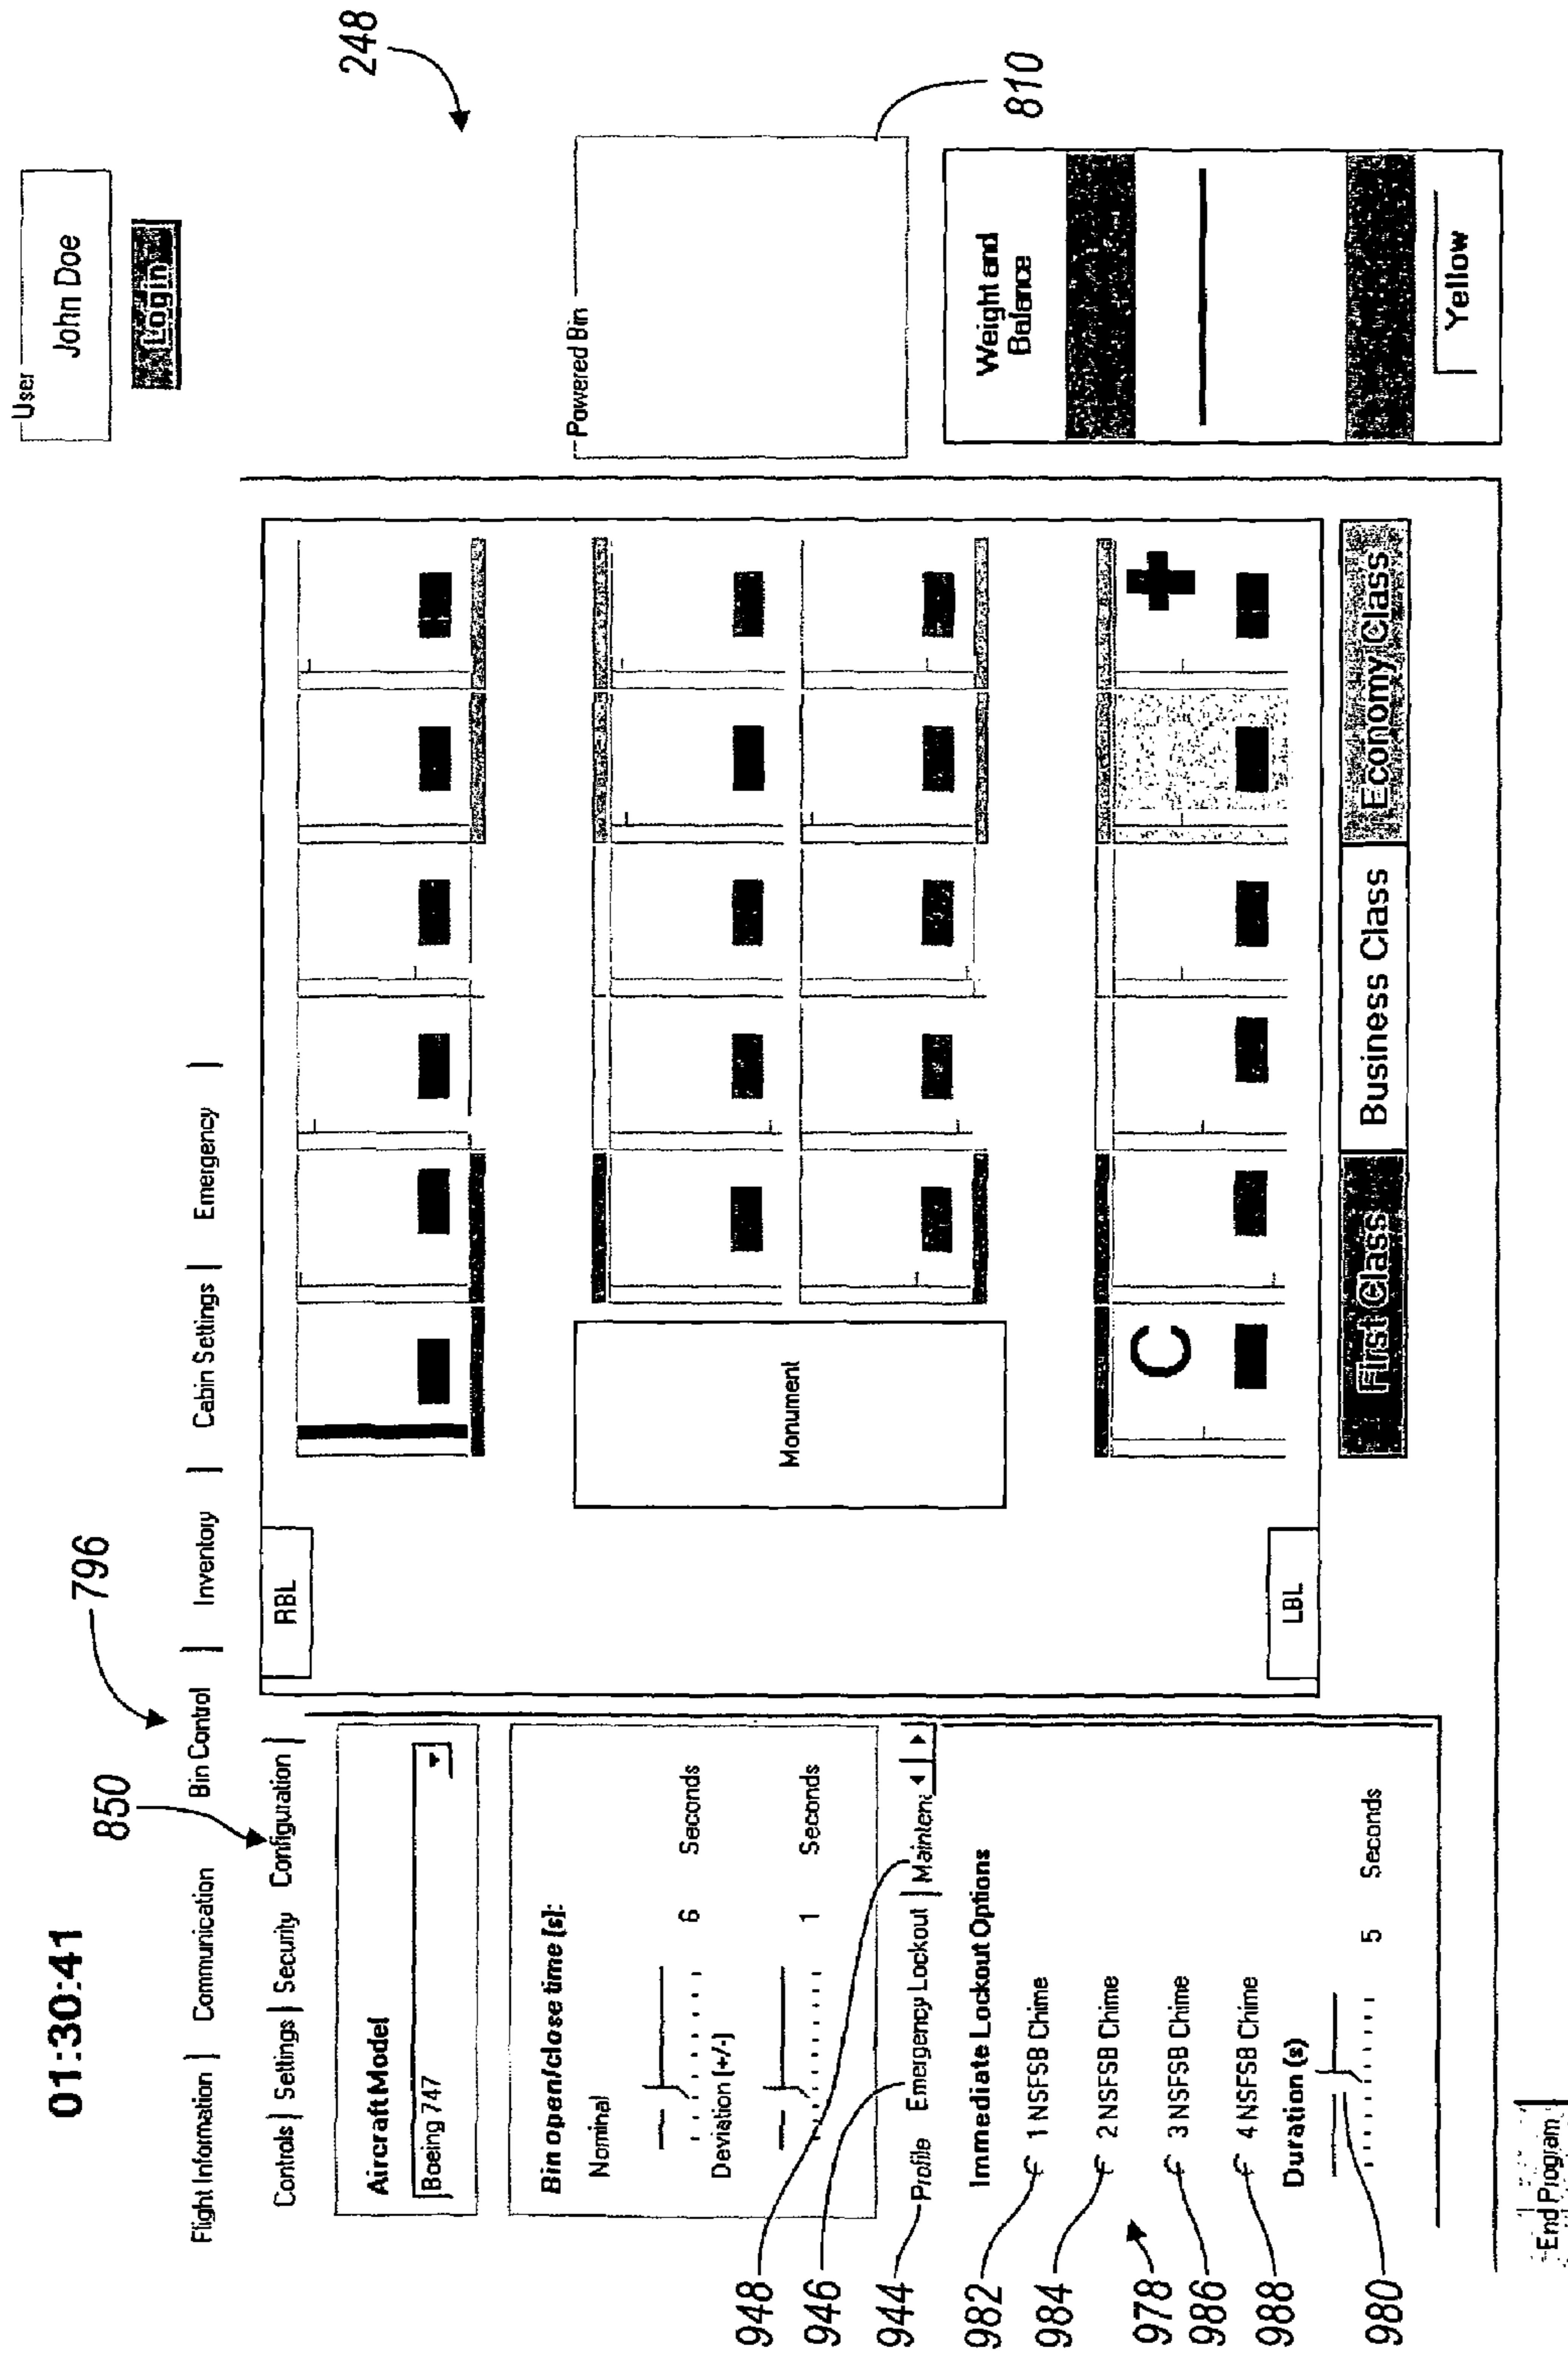 01:30:41
User
John Doe
Login
796
850
248
Flight Information Communication Bin Control Inventory Cabin Settings Emergency
Controls Settings Security Configuration
Aircraft Model
Boeing 747
Bin open/close time [s]:
Nominal
6 Seconds
Deviation (+/-)
1 Seconds
948
946
944
Profile Emergency Lockout
Immediate Lockout Options
982
1 NSFSB Chime
984
2 NSFSB Chime
978
986
3 NSFSB Chime
988
4 NSFSB Chime
Duration (s)
980
5 Seconds
RBL
Monument
C
LBL
First Class Business Class Economy Class
Powered Bin
810
Weight and
Balance
Yellow
End Program